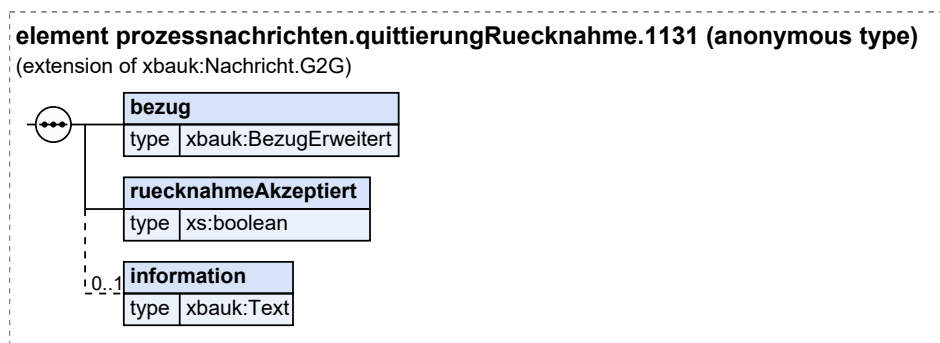 element prozessnachrichten.quittierungRuecknahme.1131 (anonymous type)
(extension of xbauk:Nachricht.G2G)
bezug
type xbauk:BezugErweitert
ruecknahmeAkzeptiert
type xs:boolean
0..1 information
type xbauk:Text